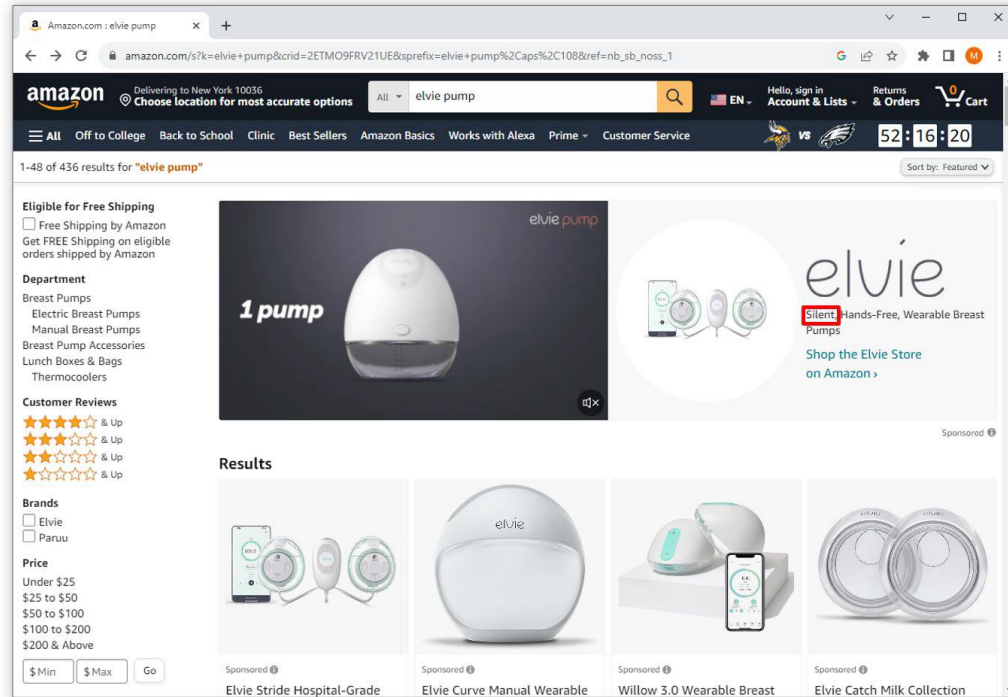 Amazon.com : elvie pump
amazon.com/s?k=elvie+pump&crid=2ETMO9FRV21UE&sprefix=elvie+pump%2Caps%2C108&ref=nb_sb_noss_1
M
amazon
Delivering to New York 10036
Choose location for most accurate options
All
elvie pump
EN
Hello, sign in
Account & Lists
Returns
& Orders
0
Cart
All
Off to College
Back to School
Clinic
Best Sellers
Amazon Basics
Works with Alexa
Prime
Customer Service
VS
52:16:20
1-48 of 436 results for "elvie pump"
Sort by: Featured
Eligible for Free Shipping
Free Shipping by Amazon
Get FREE Shipping on eligible
orders shipped by Amazon
Department
Breast Pumps
Electric Breast Pumps
Manual Breast Pumps
Breast Pump Accessories
Lunch Boxes & Bags
Thermocoolers
Customer Reviews
& Up
& Up
& Up
& Up
Brands
Elvie
Paruu
Price
Under $25
$25 to $50
$50 to $100
$100 to $200
$200 & Above
$ Min
$ Max
Go
elvie pump
1 pump
elvie
Silent, Hands-Free, Wearable Breast
Pumps
Shop the Elvie Store
on Amazon ›
Sponsored
Results
elvie
Sponsored
Elvie Stride Hospital-Grade
Sponsored
Elvie Curve Manual Wearable
Sponsored
Willow 3.0 Wearable Breast
Sponsored
Elvie Catch Milk Collection